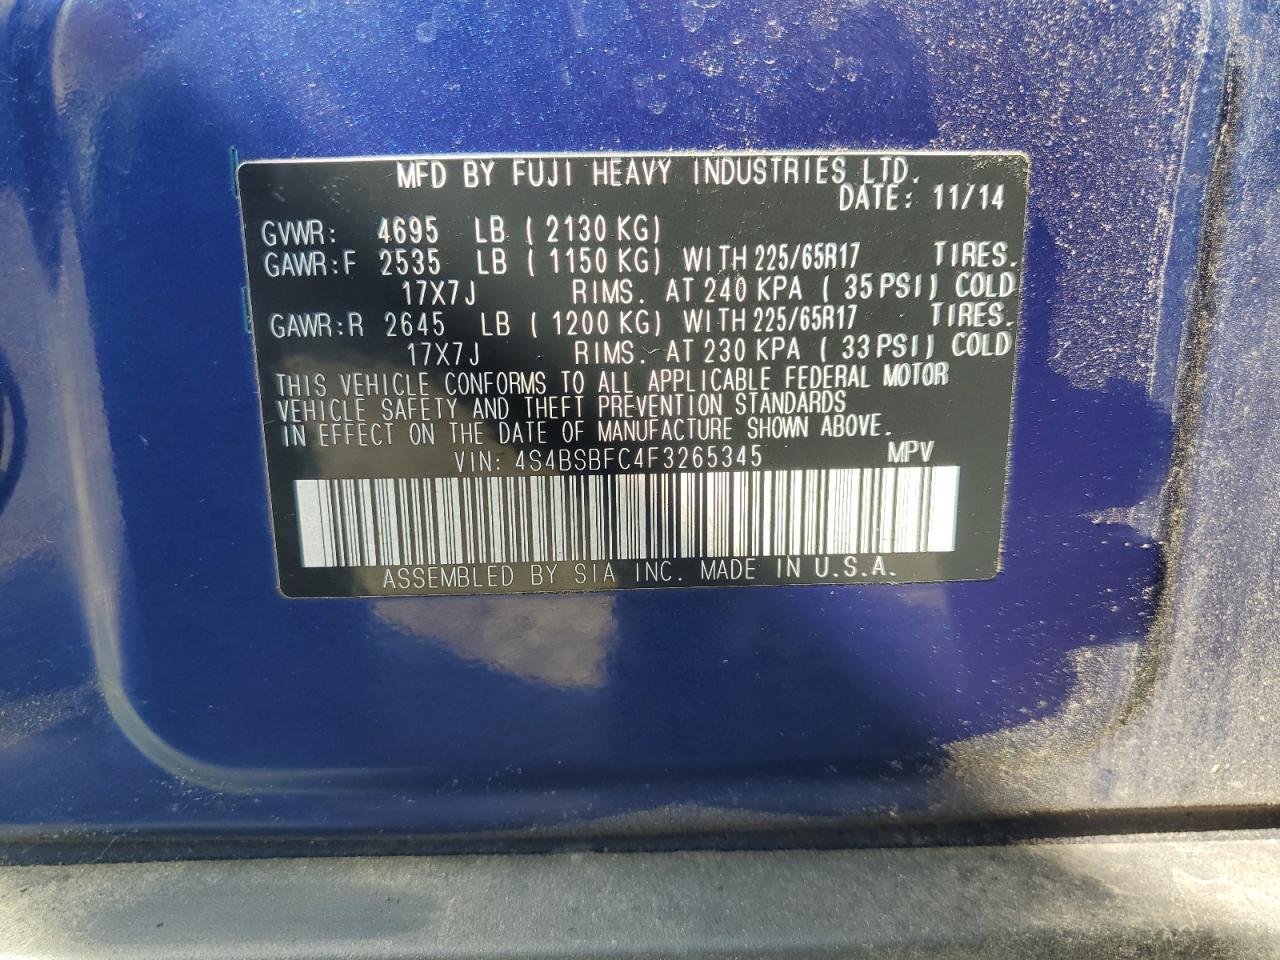 MFD BY FUJI HEAVY INDUSTRIES LTD.
DATE: 11/14
GVWR: 4695 LB ( 2130 KG)
GAWR:F 2535 LB ( 1150 KG) WITH 225/65R17 TIRES.
17X7J RIMS. AT 240 KPA ( 35 PSI) COLD
GAWR:R 2645 LB ( 1200 KG) WITH 225/65R17 TIRES.
17X7J RIMS. AT 230 KPA ( 33 PSI) COLD
THIS VEHICLE CONFORMS TO ALL APPLICABLE FEDERAL MOTOR
VEHICLE SAFETY AND THEFT PREVENTION STANDARDS
IN EFFECT ON THE DATE OF MANUFACTURE SHOWN ABOVE.
VIN: 4S4BSBFC4F3265345 MPV
ASSEMBLED BY SIA INC. MADE IN U.S.A.